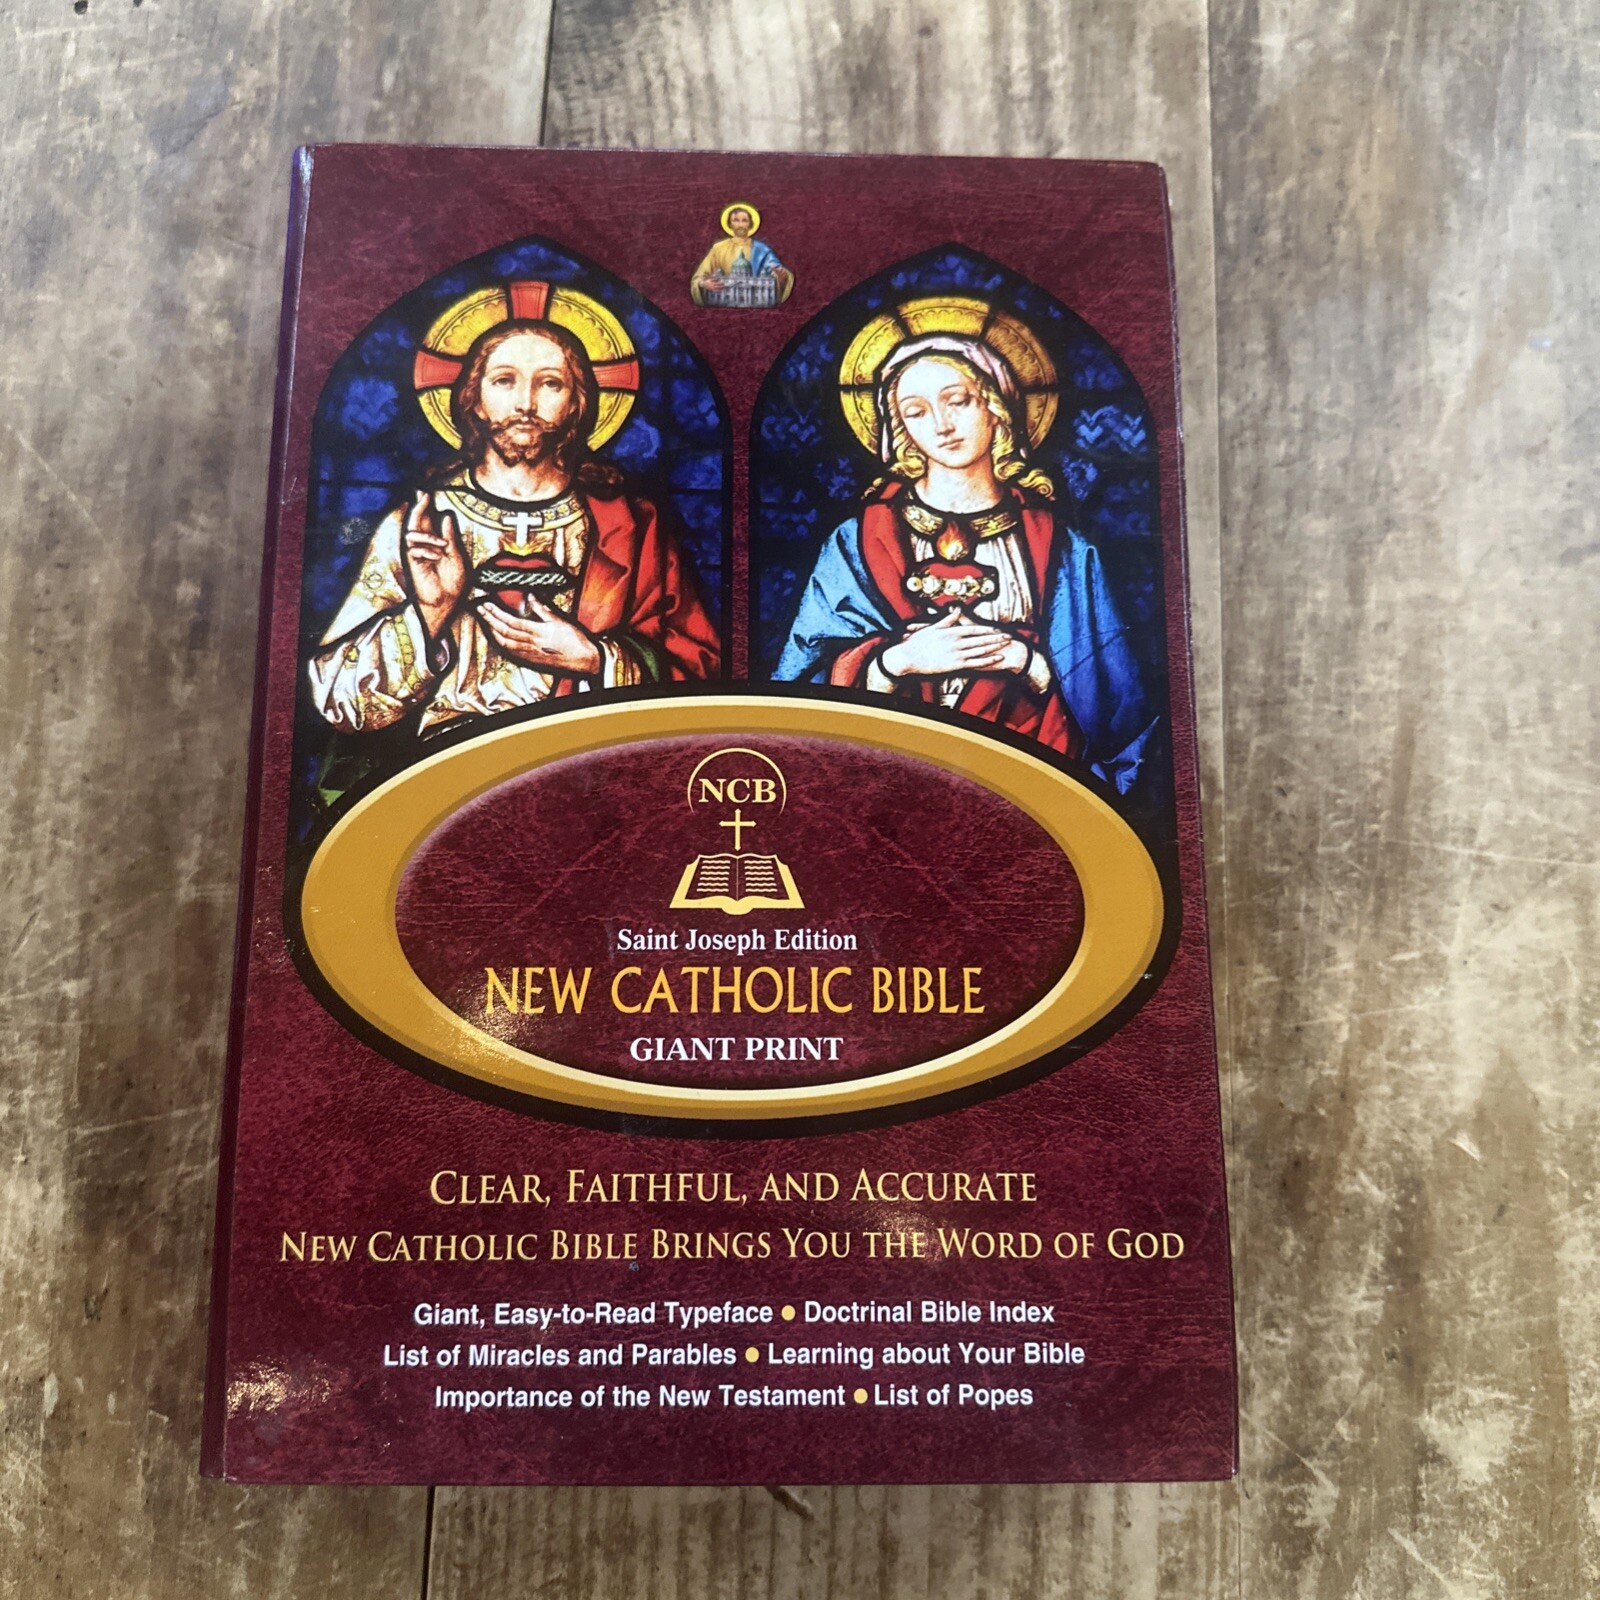 NCB
Saint Joseph Edition
NEW CATHOLIC BIBLE
GIANT PRINT
CLEAR, FAITHFUL, AND ACCURATE
NEW CATHOLIC BIBLE BRINGS YOU THE WORD OF GOD
Giant, Easy-to-Read Typeface ● Doctrinal Bible Index
List of Miracles and Parables ● Learning about Your Bible
Importance of the New Testament ● List of Popes